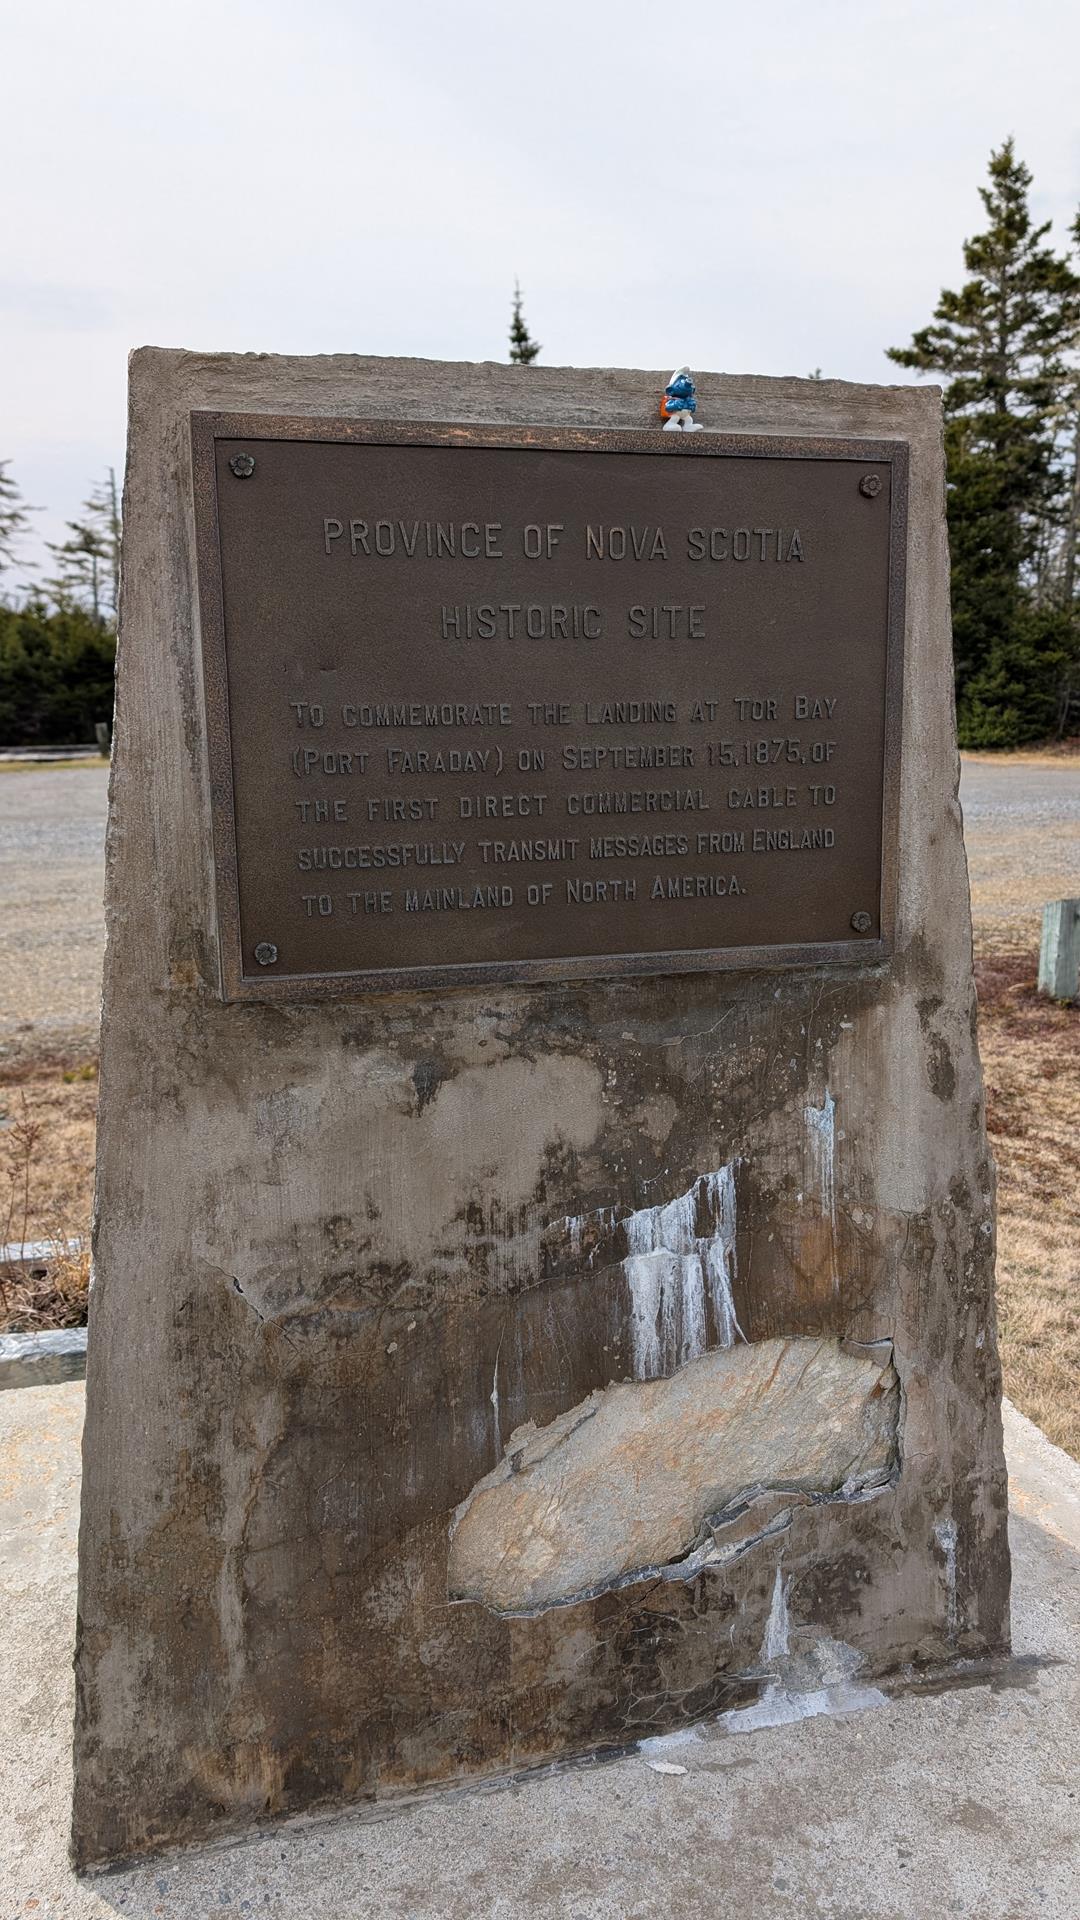 PROVINCE OF NOVA SCOTIA
HISTORIC SITE
TO COMMEMORATE THE LANDING AT TOR BAY
(PORT FARADAY) ON SEPTEMBER 15, 1875, OF
THE FIRST DIRECT COMMERCIAL CABLE TO
SUCCESSFULLY TRANSMIT MESSAGES FROM ENGLAND
TO THE MAINLAND OF NORTH AMERICA.